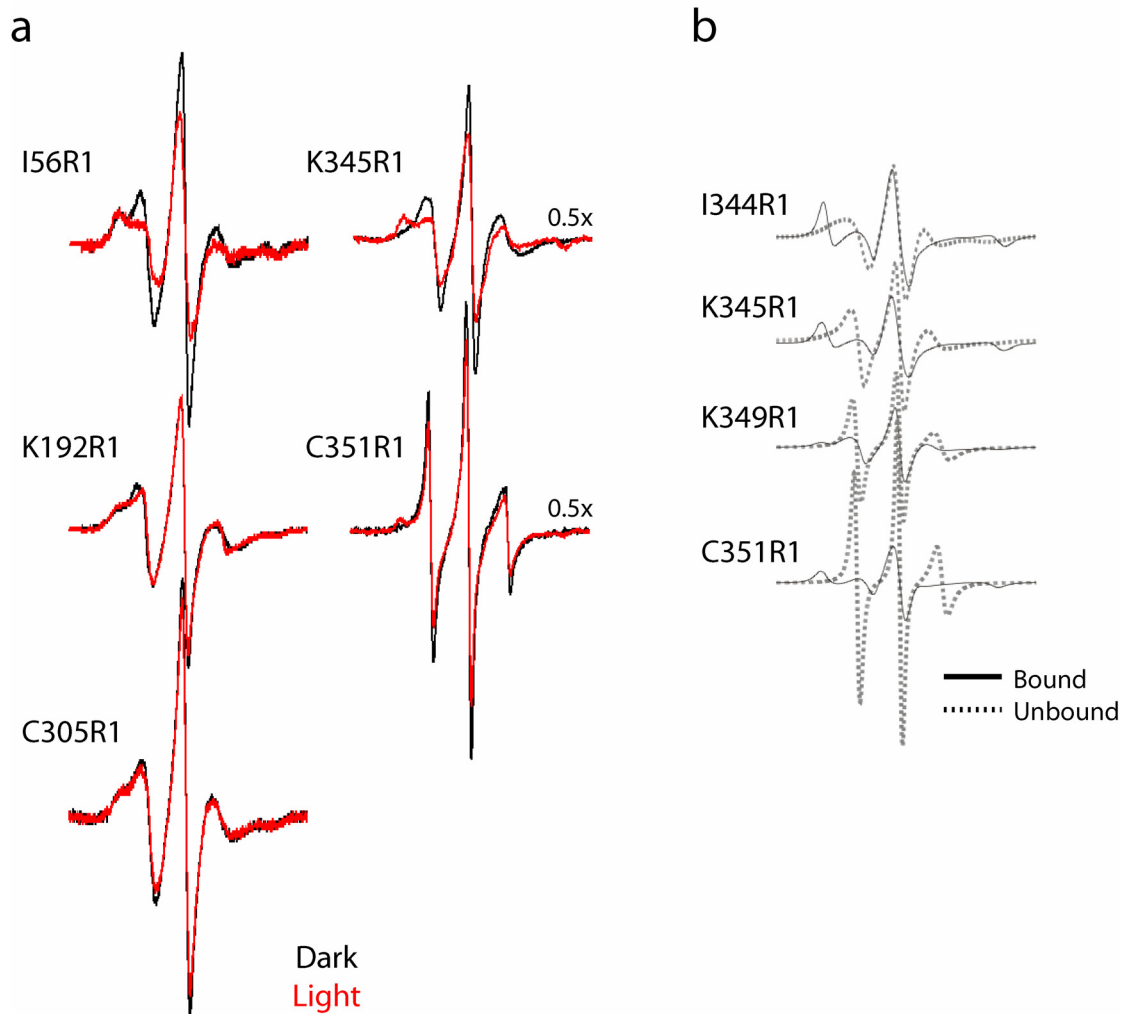 a
b
I56R1
K345R1
0.5x
K192R1
C351R1
0.5x
C305R1
Dark
Light
I344R1
K345R1
K349R1
C351R1
Bound
Unbound